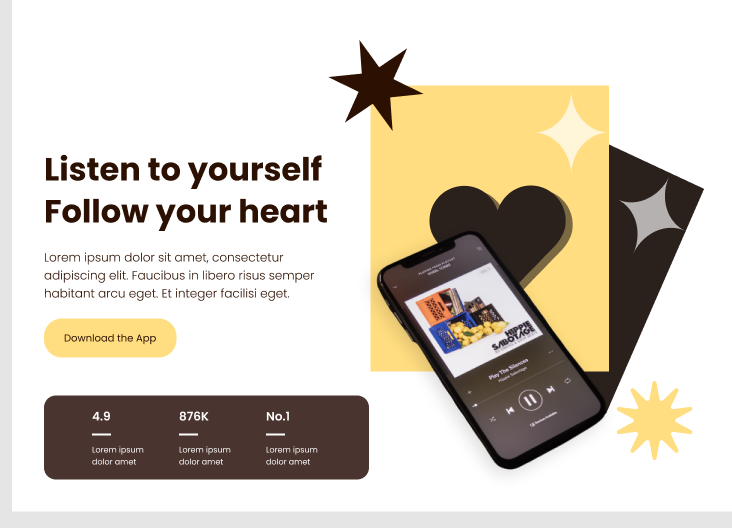 Listen to yourself
Follow your heart
Lorem ipsum dolor sit amet, consectetur
adipiscing elit. Faucibus in libero risus semper
habitant arcu eget. Et integer facilisi eget.
Download the App
4.9
Lorem ipsum
dolor amet
876K
Lorem ipsum
dolor amet
No.1
Lorem ipsum
dolor amet
HIPPIE
SABOTAGE
Play The Silences
Hippie Sabotage